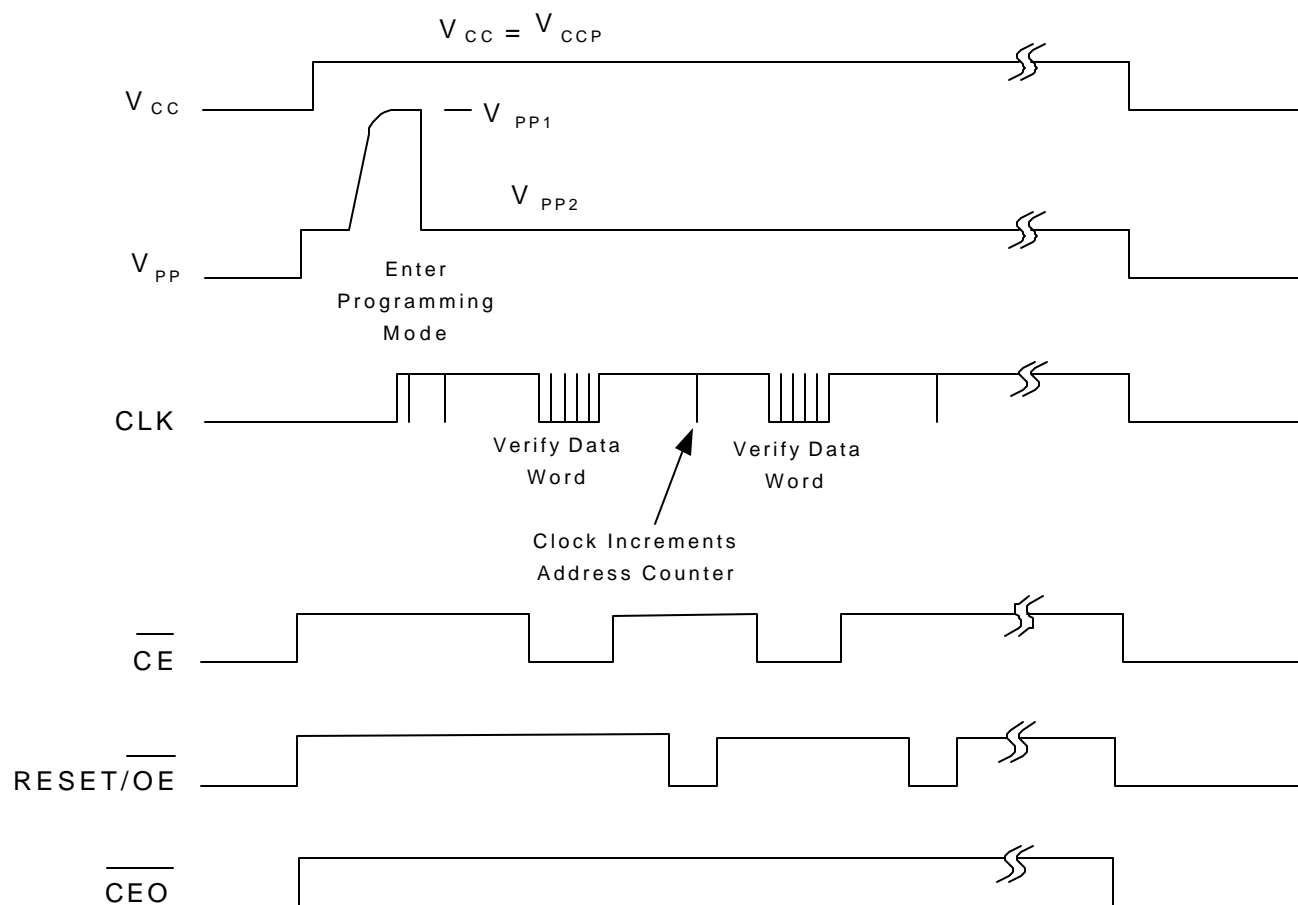 V CC = V CCP
V CC
V PP1
V PP2
V PP
Enter
Programming
Mode
CLK
Verify Data
Word
Verify Data
Word
Clock Increments
Address Counter
CE
RESET/OE
CEO